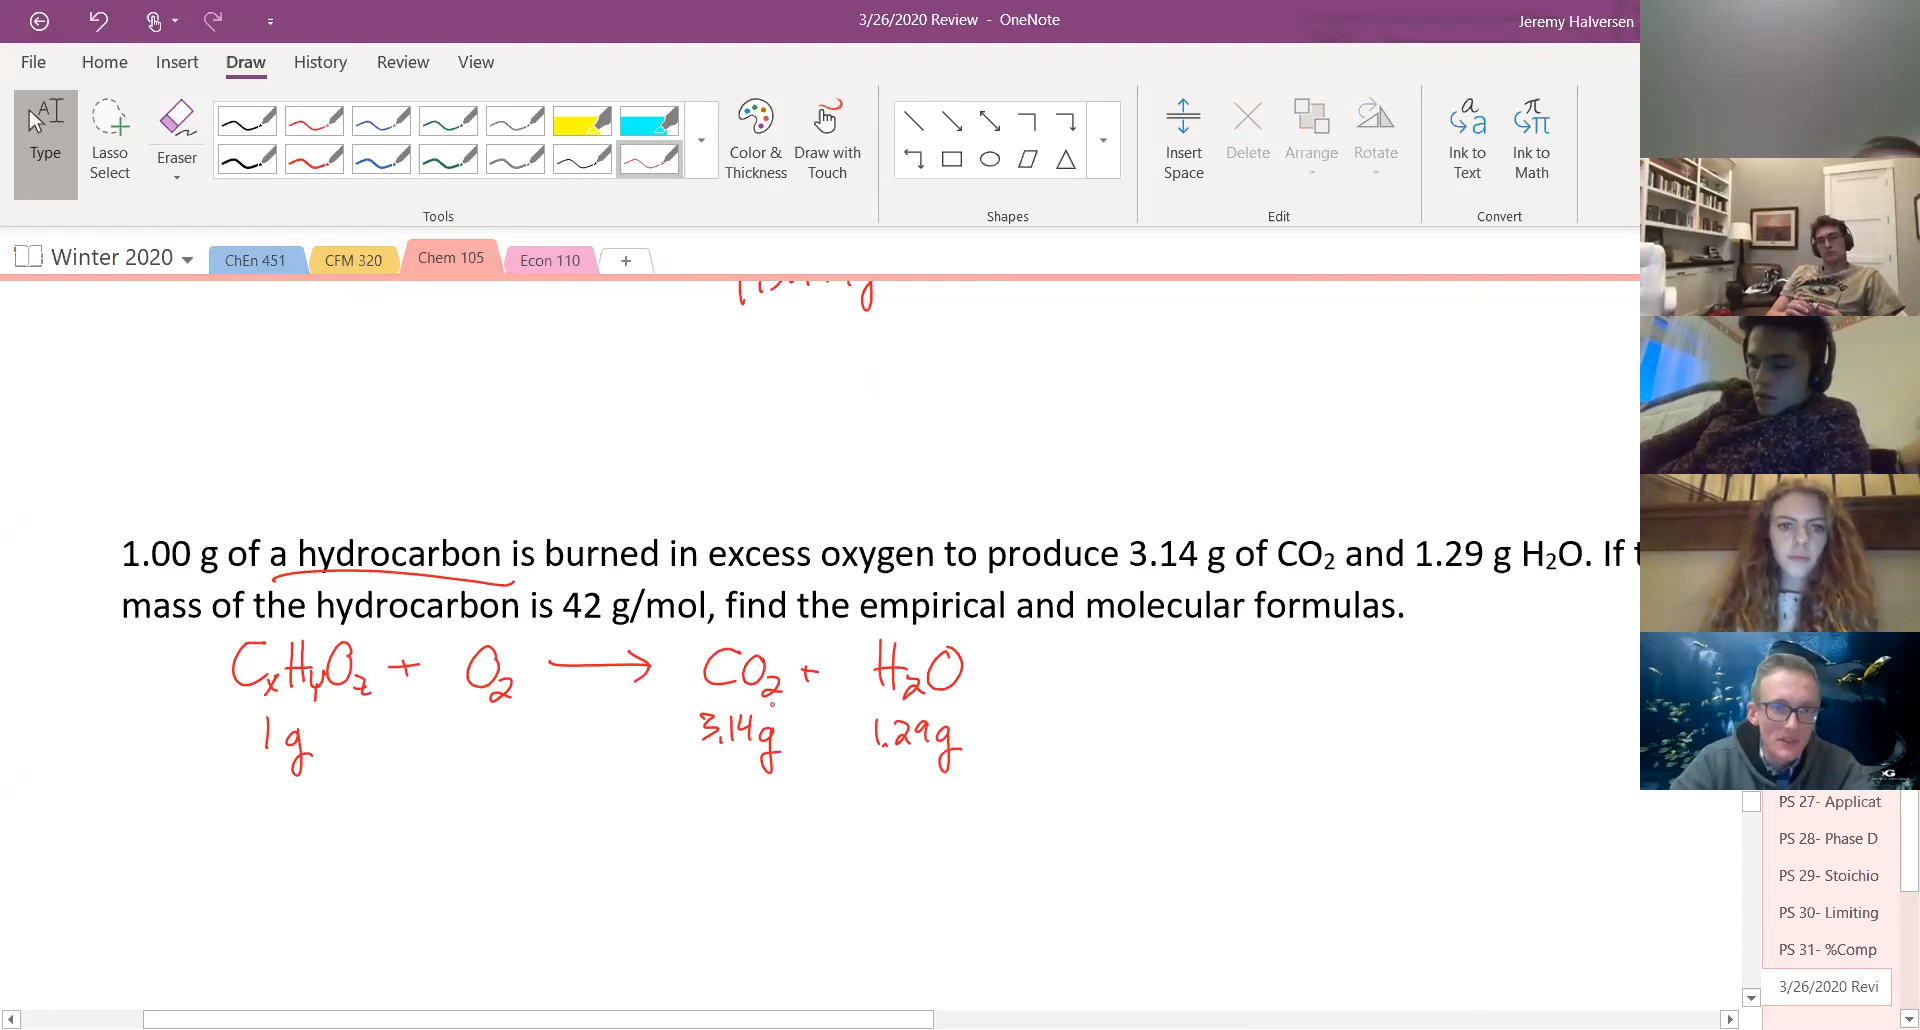 3/26/2020 Review - OneNote
Jeremy Halversen
File Home Insert Draw History Review View
Type
Lasso Select
Eraser
Color & Thickness
Draw with Touch
Insert Space
Delete
Arrange
Rotate
Ink to Text
Ink to Math
Tools
Shapes
Edit
Convert
Winter 2020
ChEn 451
CFM 320
Chem 105
Econ 110
1.00 g of a hydrocarbon is burned in excess oxygen to produce 3.14 g of CO₂ and 1.29 g H₂O. If
mass of the hydrocarbon is 42 g/mol, find the empirical and molecular formulas.
CxHyOz + O₂ → CO₂ + H₂O
1 g 3.14g 1.29g
PS 27- Applicat
PS 28- Phase D
PS 29- Stoichio
PS 30- Limiting
PS 31- %Comp
3/26/2020 Revi